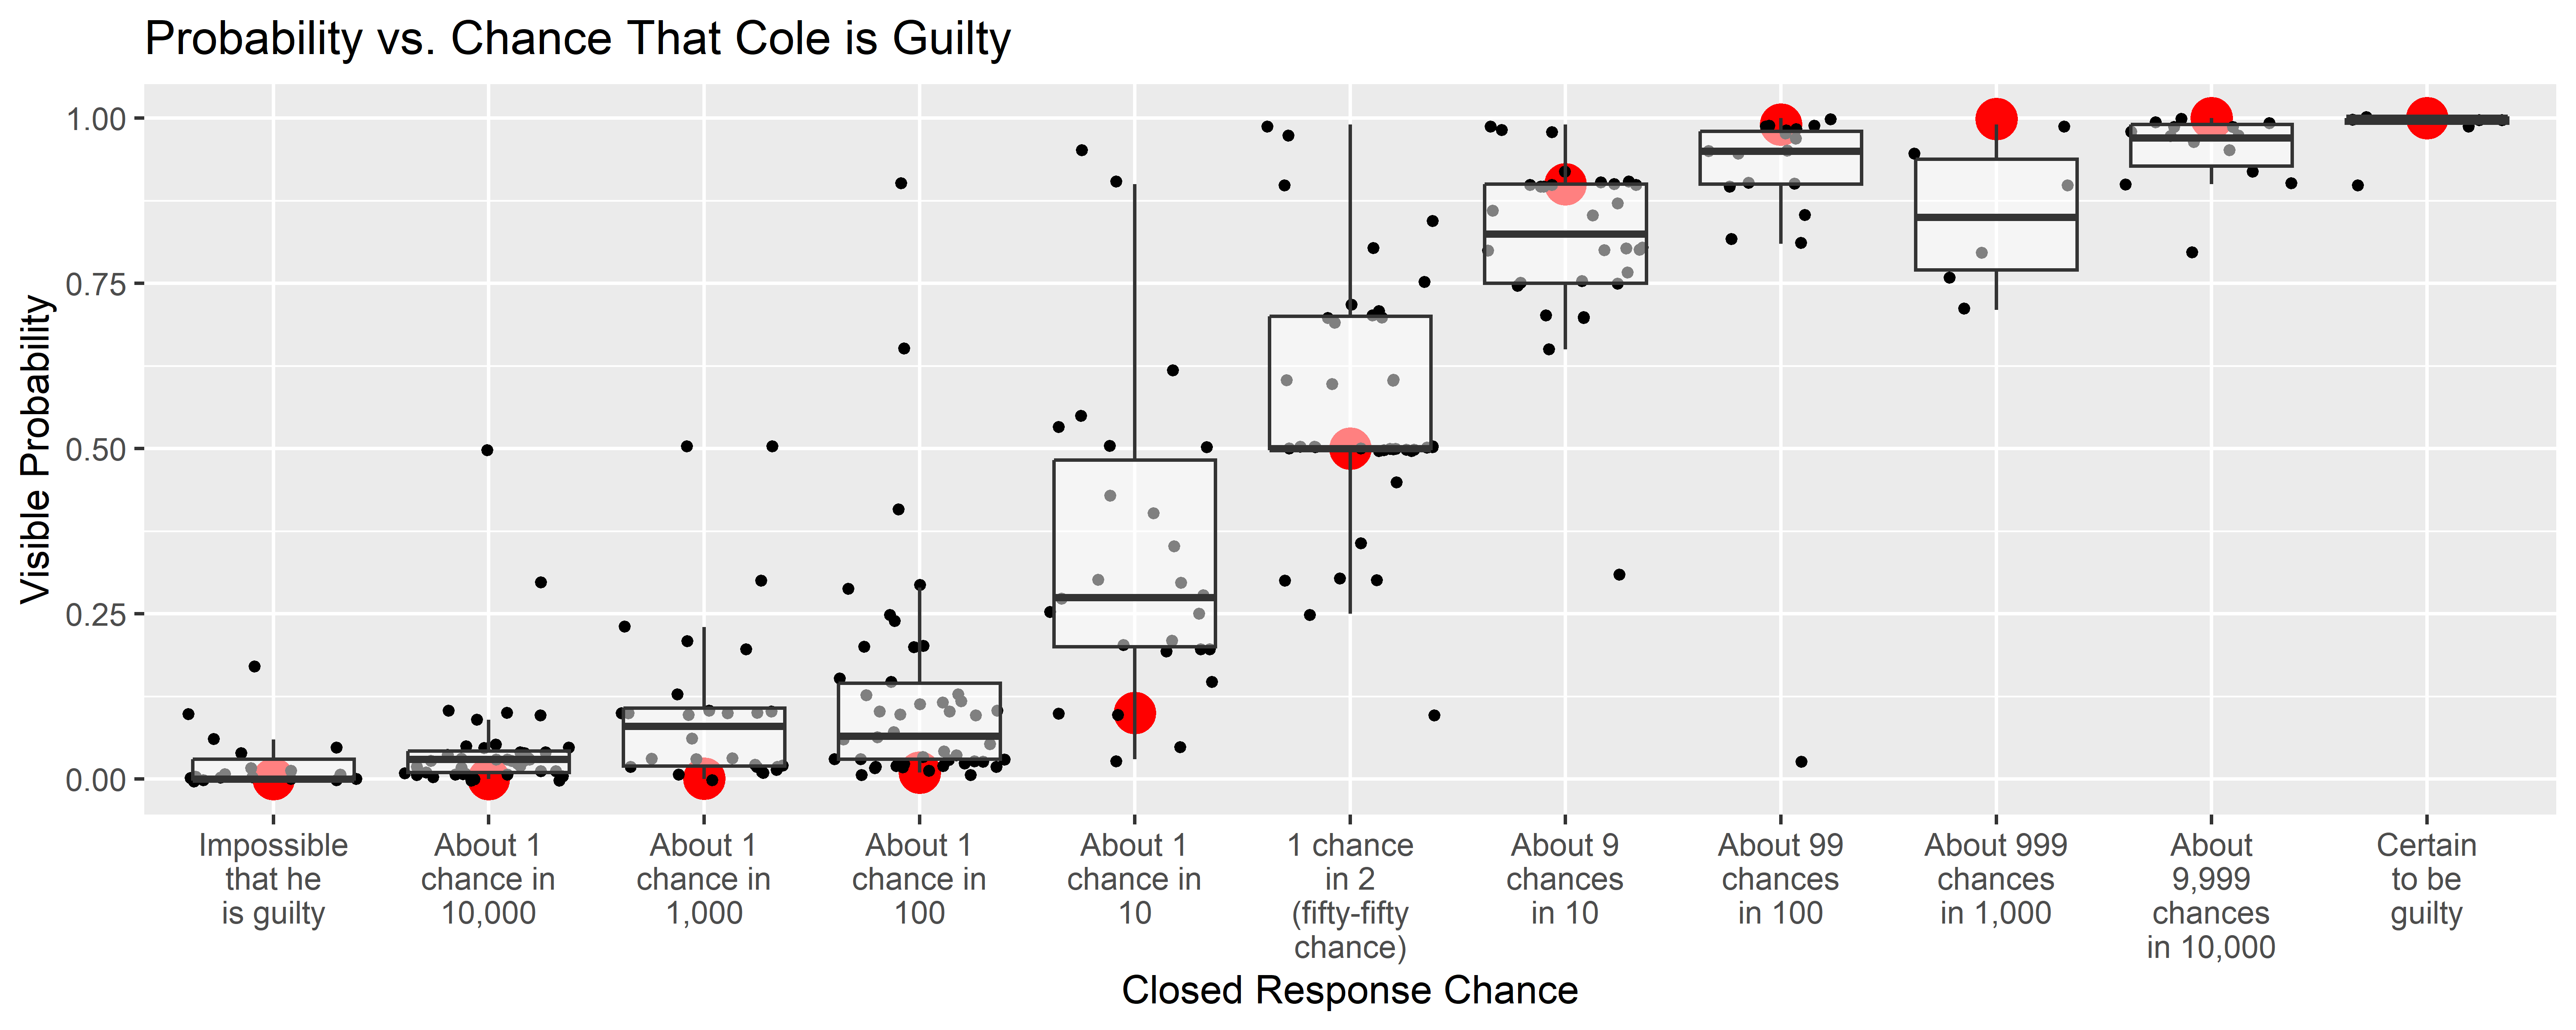 Probability vs. Chance That Cole is Guilty
Visible Probability
1.00
0.75
0.50
0.25
0.00
Impossible
that he
is guilty
About 1
chance in
10,000
About 1
chance in
1,000
About 1
chance in
100
About 1
chance in
10
1 chance
in 2
(fifty-fifty
chance)
About 9
chances
in 10
About 99
chances
in 100
About 999
chances
in 1,000
About
9,999
chances
in 10,000
Certain
to be
guilty
Closed Response Chance